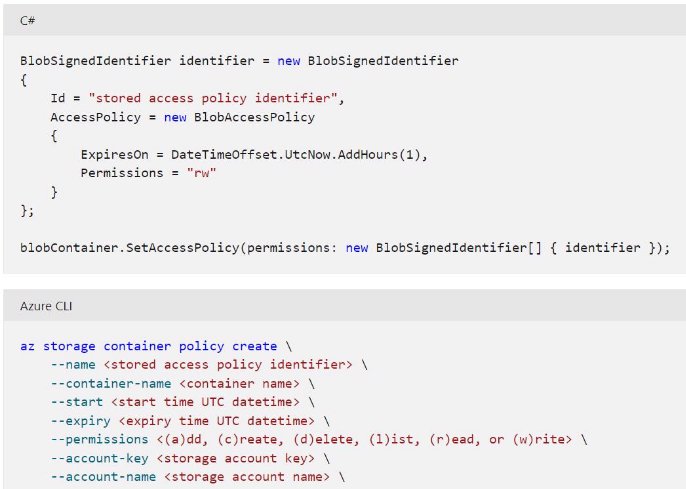 C#
BlobSignedIdentifier identifier = new BlobSignedIdentifier
{
    Id = "stored access policy identifier",
    AccessPolicy = new BlobAccessPolicy
    {
        ExpiresOn = DateTimeOffset.UtcNow.AddHours(1),
        Permissions = "rw"
    }
};
blobContainer.SetAccessPolicy(permissions: new BlobSignedIdentifier[] { identifier });
Azure CLI
az storage container policy create \
    --name <stored access policy identifier> \
    --container-name <container name> \
    --start <start time UTC datetime> \
    --expiry <expiry time UTC datetime> \
    --permissions <(a)dd, (c)reate, (d)elete, (l)ist, (r)ead, or (w)rite> \
    --account-key <storage account key> \
    --account-name <storage account name> \